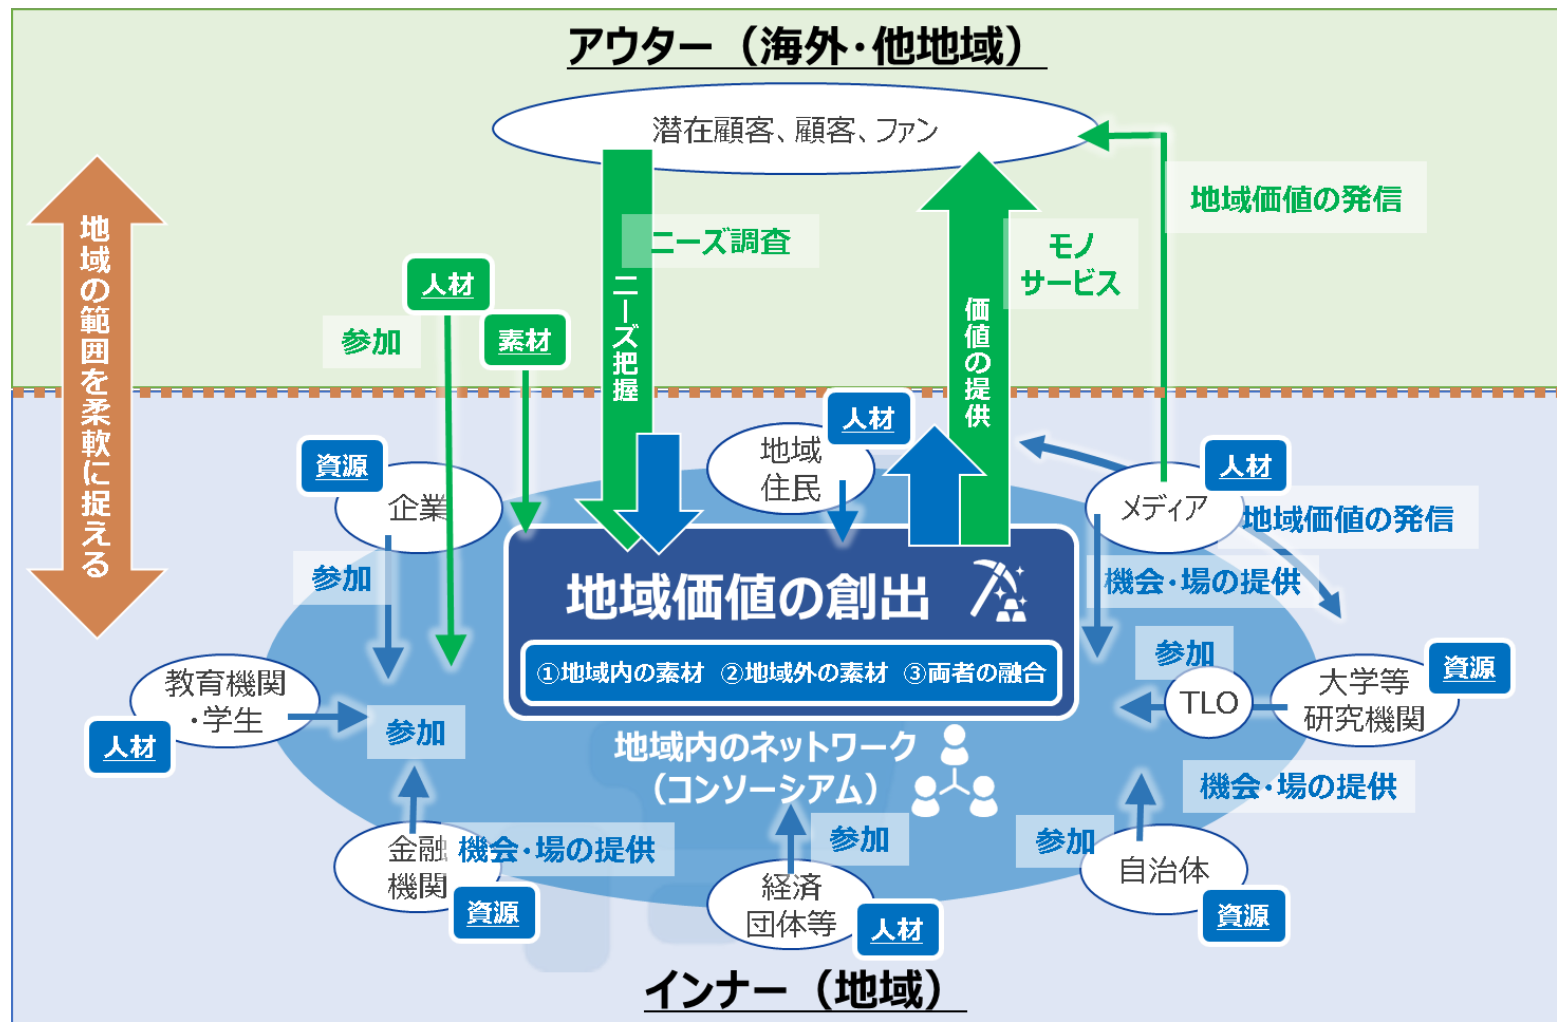 アウター（海外・他地域）
潜在顧客、顧客、ファン
地域価値の発信
ニーズ調査
モノ
サービス
人材
参加
素材
ニーズ把握
価値の提供
地域の範囲を柔軟に捉える
人材
地域
住民
資源
企業
人材
メディア
地域価値の発信
参加
機会・場の提供
地域価値の創出
①地域内の素材 ②地域外の素材 ③両者の融合
参加
教育機関
・学生
人材
参加
TLO
大学等
研究機関
資源
地域内のネットワーク
（コンソーシアム）
機会・場の提供
金融
機関
機会・場の提供
資源
参加
経済
団体等
人材
参加
自治体
資源
インナー（地域）